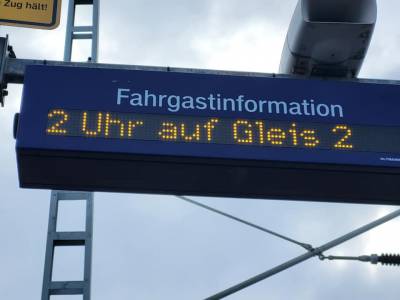 Zug hält!
Fahrgastinformation
2 Uhr auf Gleis 2